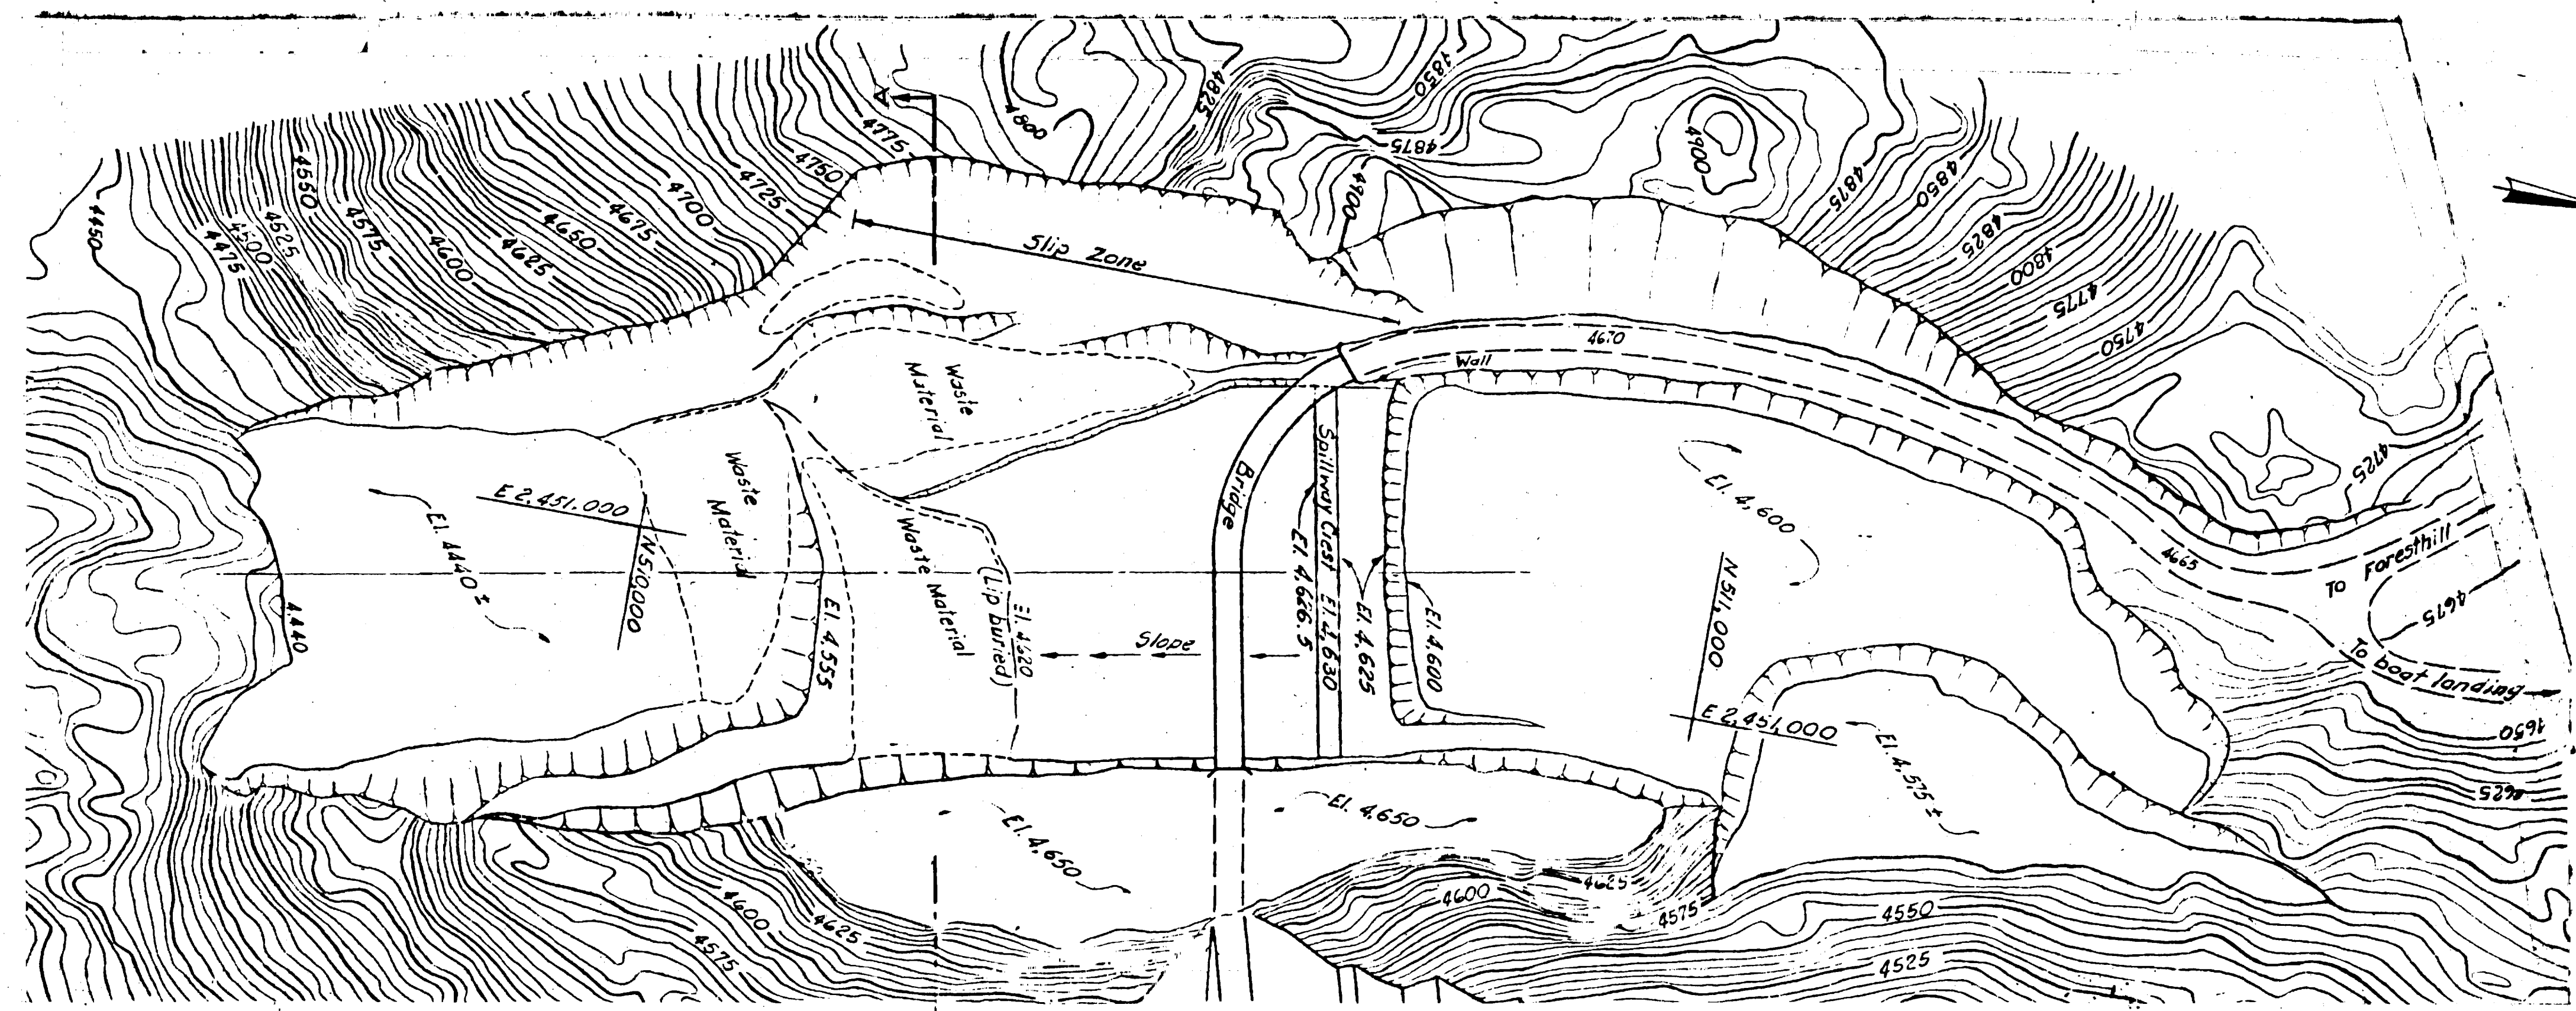 A
4800
4825
4850
4775
4750
4725
4700
4675
4650
4625
4600
4575
4550
4525
4500
4475
4450
4875
4900
4900
4875
4850
4825
4800
4775
4750
4725
Slip Zone
4670
Wall
Waste
Material
Waste
Material
Waste Material
E 2,451,000
N 510,000
El. 4440 ±
4,440
El. 4,555
El. 4620
(Lip buried)
Slope
Bridge
El. 4,626.5
Spillway Crest El. 4,630
El. 4,625
El. 4,600
El. 4,600
N 511,000
E 2,451,000
El. 4,575 ±
4665
To Foresthill
4675
To boat landing
4650
4625
El. 4,650
El. 4,650
4600
4625
4575
4600
4625
4575
4550
4525